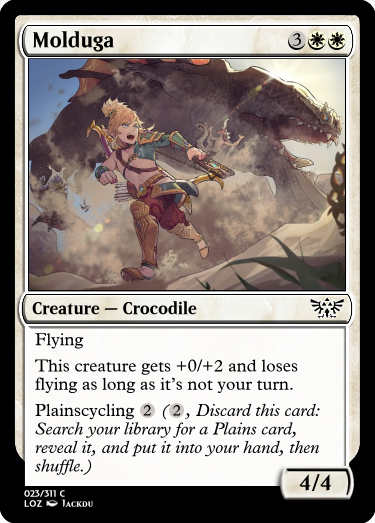 Molduga 3
Creature — Crocodile
Flying
This creature gets +0/+2 and loses
flying as long as it's not your turn.
Plainscycling 2 (2, Discard this card:
Search your library for a Plains card,
reveal it, and put it into your hand, then
shuffle.)
4/4
023/311 C
LOZ Jackdu